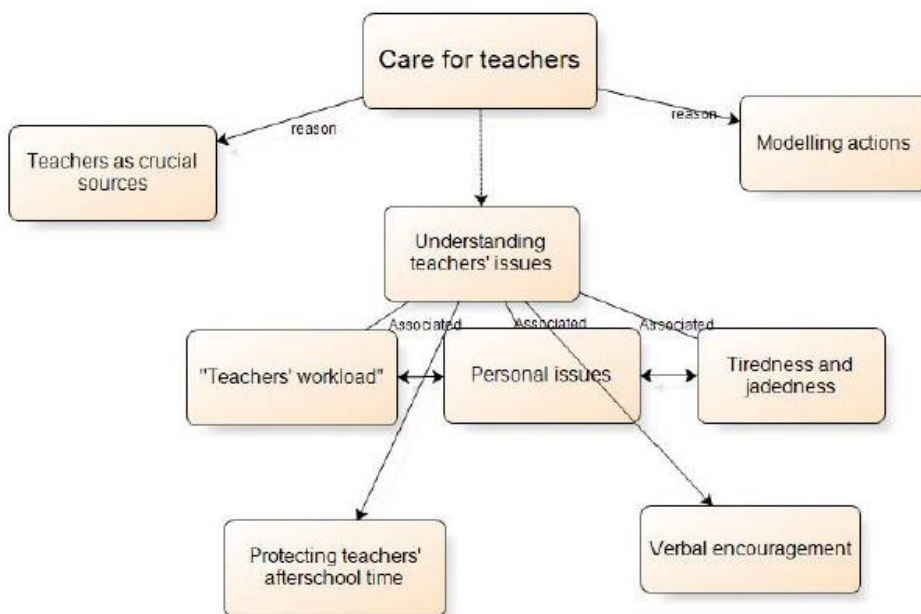 Care for teachers
reason
reason
Teachers as crucial
sources
Modelling actions
Understanding
teachers' issues
Associated
Associated
Associated
"Teachers' workload"
Personal issues
Tiredness and
jadedness
Protecting teachers'
afterschool time
Verbal encouragement